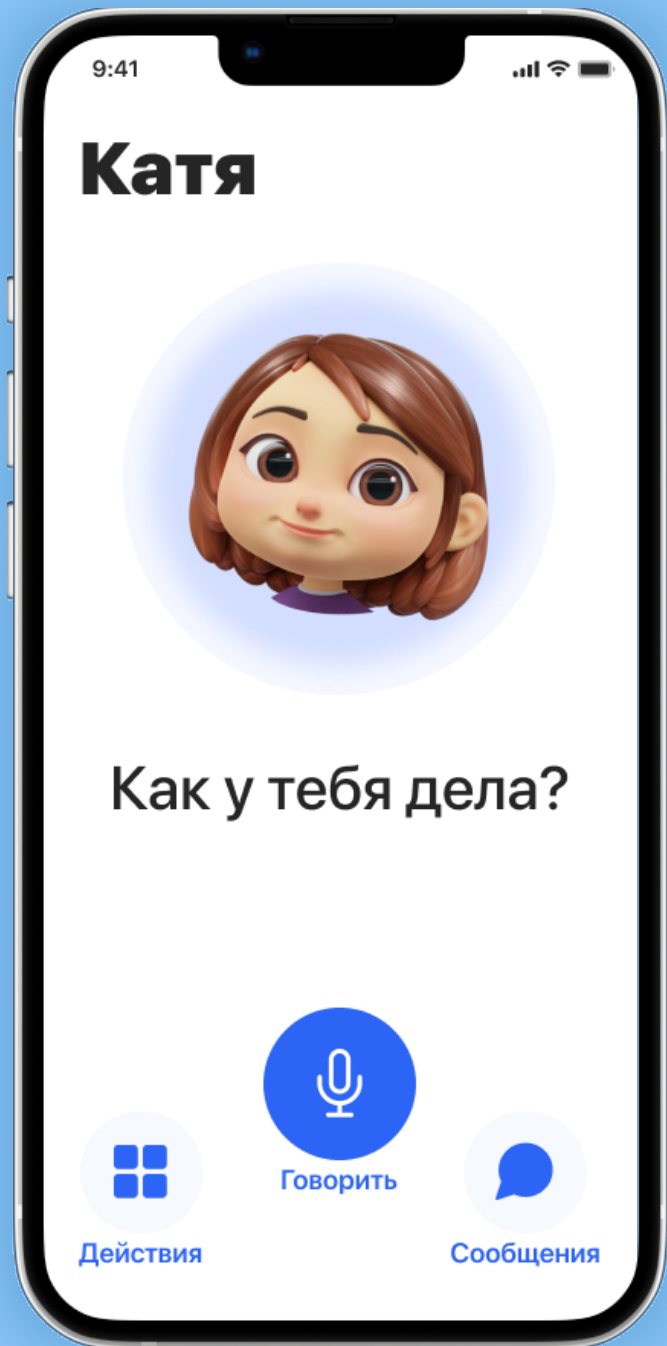 9:41
Катя
Как у тебя дела?
Говорить
Действия
Сообщения